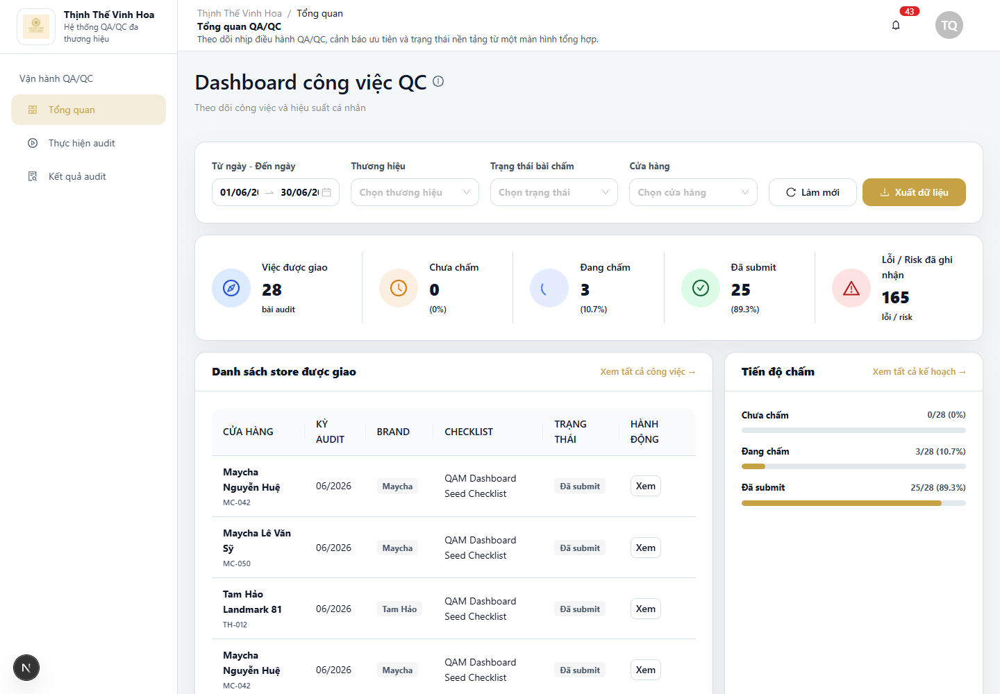 Thịnh Thế Vinh Hoa
Hệ thống QA/QC đa
thương hiệu
Thịnh Thế Vinh Hoa / Tổng quan
Tổng quan QA/QC
Theo dõi nhịp điều hành QA/QC, cảnh báo ưu tiên và trạng thái nền tảng từ một màn hình tổng hợp.
43
TQ
Vận hành QA/QC
Tổng quan
Thực hiện audit
Kết quả audit
Dashboard công việc QC
Theo dõi công việc và hiệu suất cá nhân
Từ ngày - Đến ngày
Thương hiệu
Trạng thái bài chấm
Cửa hàng
01/06/20 → 30/06/20
Chọn thương hiệu
Chọn trạng thái
Chọn cửa hàng
Làm mới
Xuất dữ liệu
Việc được giao
28
bài audit
Chưa chấm
0
(0%)
Đang chấm
3
(10.7%)
Đã submit
25
(89.3%)
Lỗi / Risk đã ghi
nhận
165
lỗi / risk
Danh sách store được giao
Xem tất cả công việc →
CỬA HÀNG
KỲ
AUDIT
BRAND
CHECKLIST
TRẠNG
THÁI
HÀNH
ĐỘNG
Maycha
Nguyễn Huệ
MC-042
06/2026
Maycha
QAM Dashboard
Seed Checklist
Đã submit
Xem
Maycha Lê Văn
Sỹ
MC-050
06/2026
Maycha
QAM Dashboard
Seed Checklist
Đã submit
Xem
Tam Hảo
Landmark 81
TH-012
06/2026
Tam Hảo
QAM Dashboard
Seed Checklist
Đã submit
Xem
Maycha
Nguyễn Huệ
MC-042
06/2026
Maycha
QAM Dashboard
Seed Checklist
Đã submit
Xem
Tiến độ chấm
Xem tất cả kế hoạch →
Chưa chấm
0/28 (0%)
Đang chấm
3/28 (10.7%)
Đã submit
25/28 (89.3%)
N